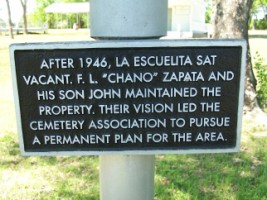 AFTER 1946, LA ESCUELITA SAT
VACANT. F. L. "CHANO" ZAPATA AND
HIS SON JOHN MAINTAINED THE
PROPERTY. THEIR VISION LED THE
CEMETERY ASSOCIATION TO PURSUE
A PERMANENT PLAN FOR THE AREA.